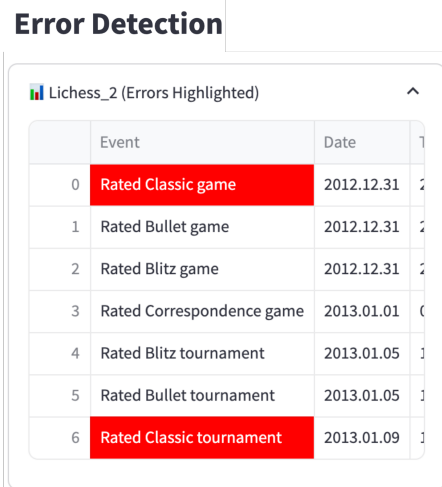 Error Detection
Lichess_2 (Errors Highlighted)
Event Date
0 Rated Classic game 2012.12.31
1 Rated Bullet game 2012.12.31
2 Rated Blitz game 2012.12.31
3 Rated Correspondence game 2013.01.01
4 Rated Blitz tournament 2013.01.05
5 Rated Bullet tournament 2013.01.05
6 Rated Classic tournament 2013.01.09